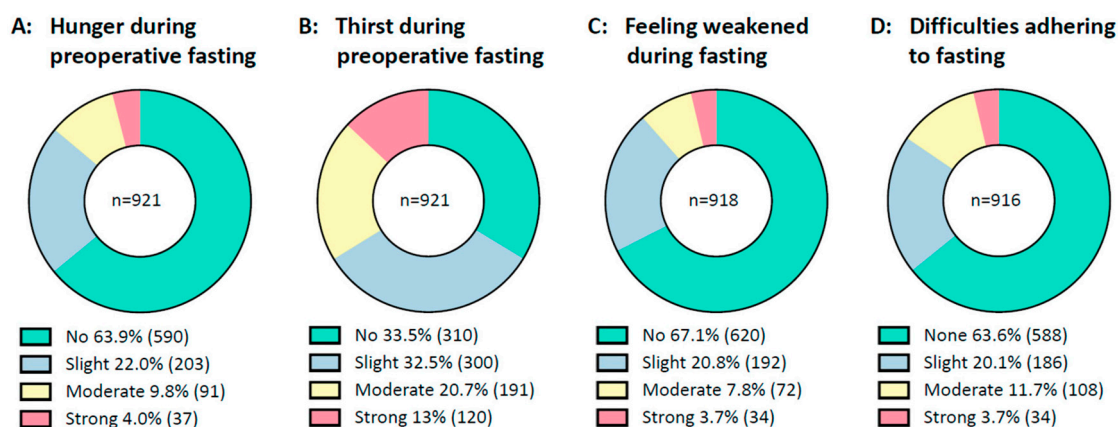 A: Hunger during
preoperative fasting
n=921
No 63.9% (590)
Slight 22.0% (203)
Moderate 9.8% (91)
Strong 4.0% (37)
B: Thirst during
preoperative fasting
n=921
No 33.5% (310)
Slight 32.5% (300)
Moderate 20.7% (191)
Strong 13% (120)
C: Feeling weakened
during fasting
n=918
No 67.1% (620)
Slight 20.8% (192)
Moderate 7.8% (72)
Strong 3.7% (34)
D: Difficulties adhering
to fasting
n=916
None 63.6% (588)
Slight 20.1% (186)
Moderate 11.7% (108)
Strong 3.7% (34)